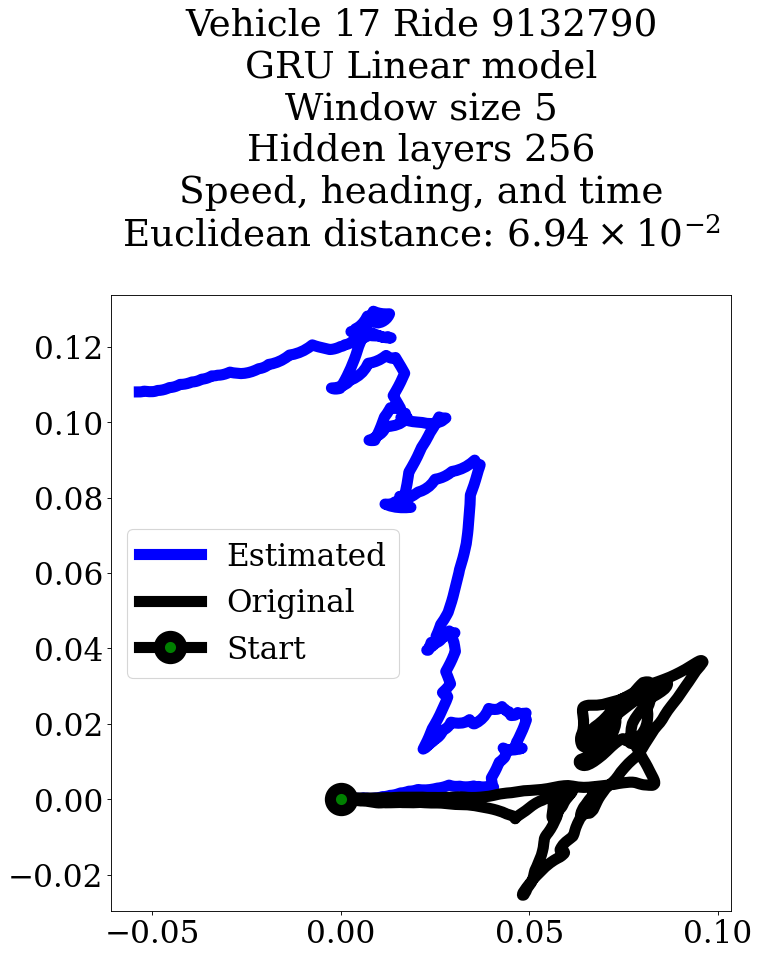 Vehicle 17 Ride 9132790
GRU Linear model
Window size 5
Hidden layers 256
Speed, heading, and time
Euclidean distance: 6.94 × 10⁻²
0.12
0.10
0.08
0.06
0.04
0.02
0.00
−0.02
Estimated
Original
Start
−0.05 0.00 0.05 0.10